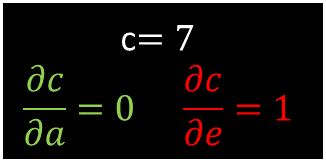 c= 7
∂c/∂a = 0 ∂c/∂e = 1